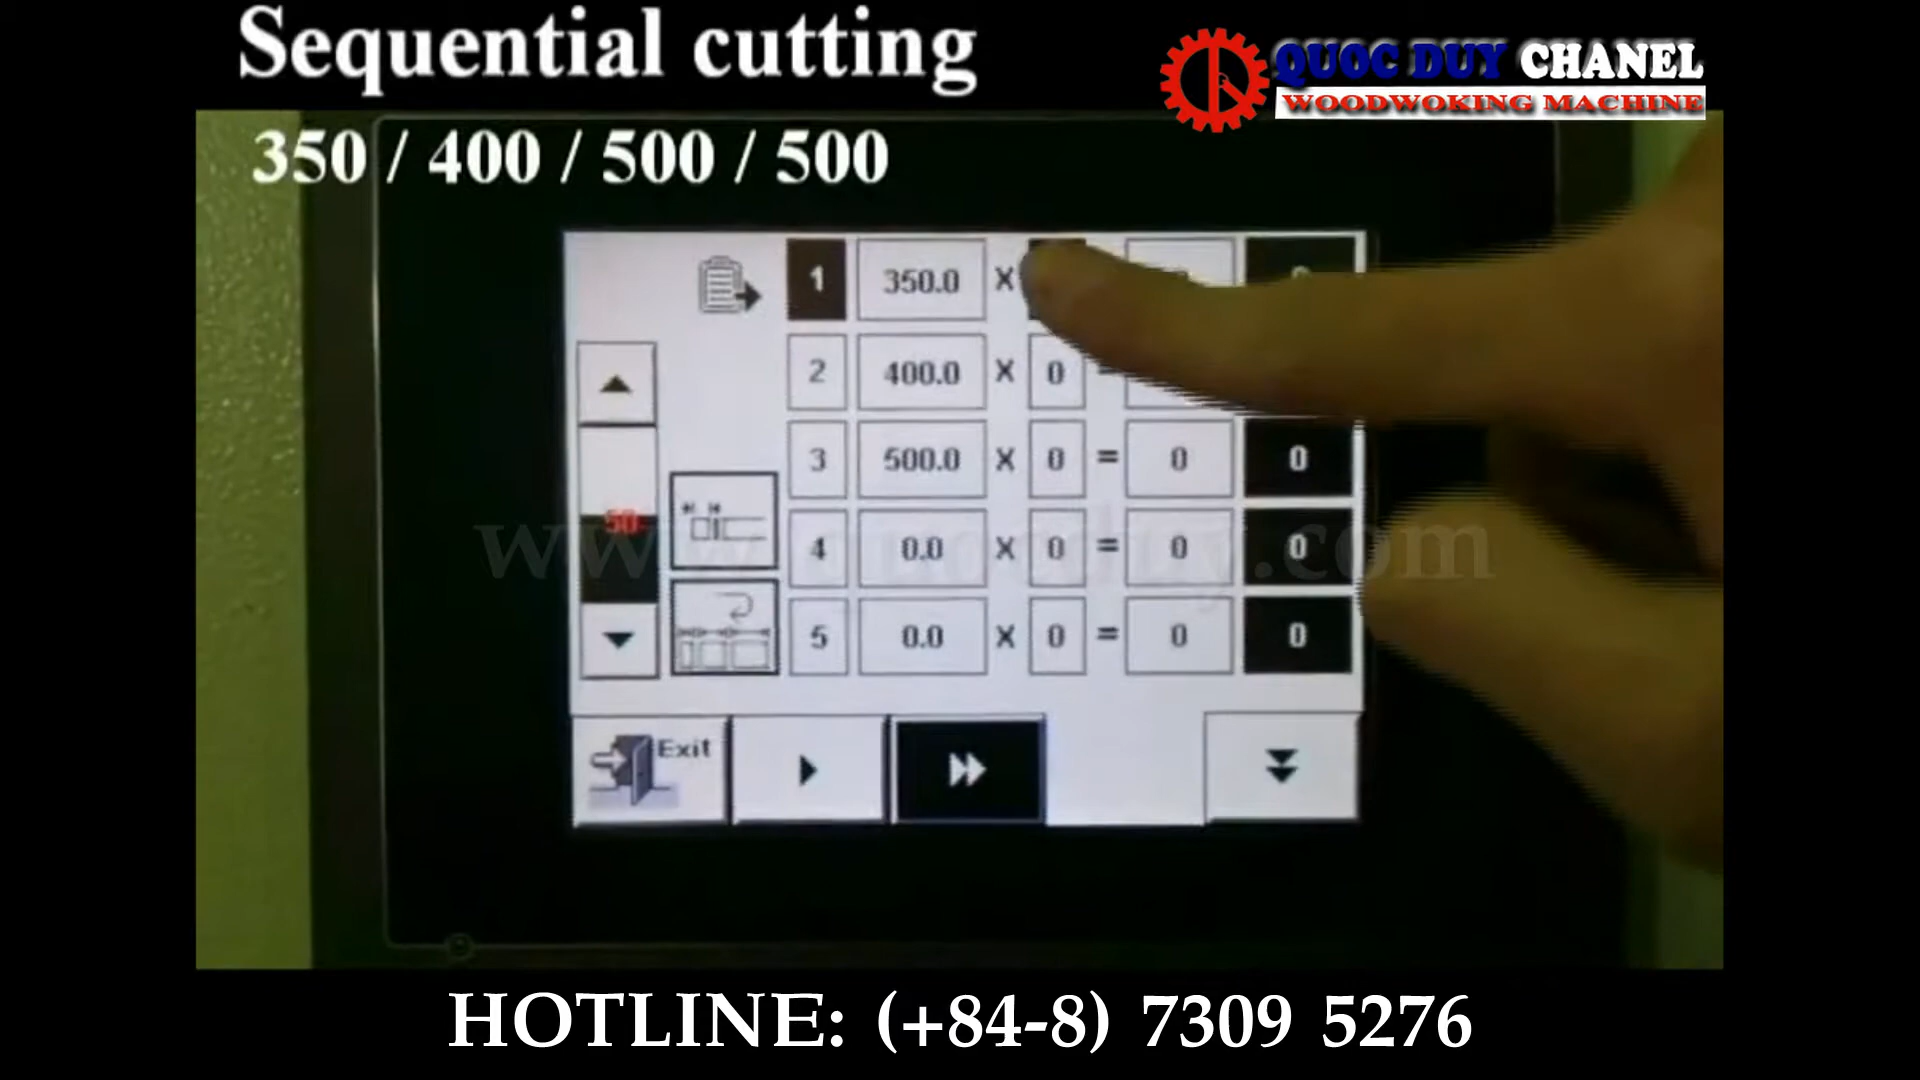 Sequential cutting
QUOC DUY CHANEL
WOODWOKING MACHINE
350 / 400 / 500 / 500
1 350.0 X
2 400.0 X 0 =
3 500.0 X 0 = 0 0
50
4 0.0 X 0 = 0 0
5 0.0 X 0 = 0 0
Exit
HOTLINE: (+84-8) 7309 5276